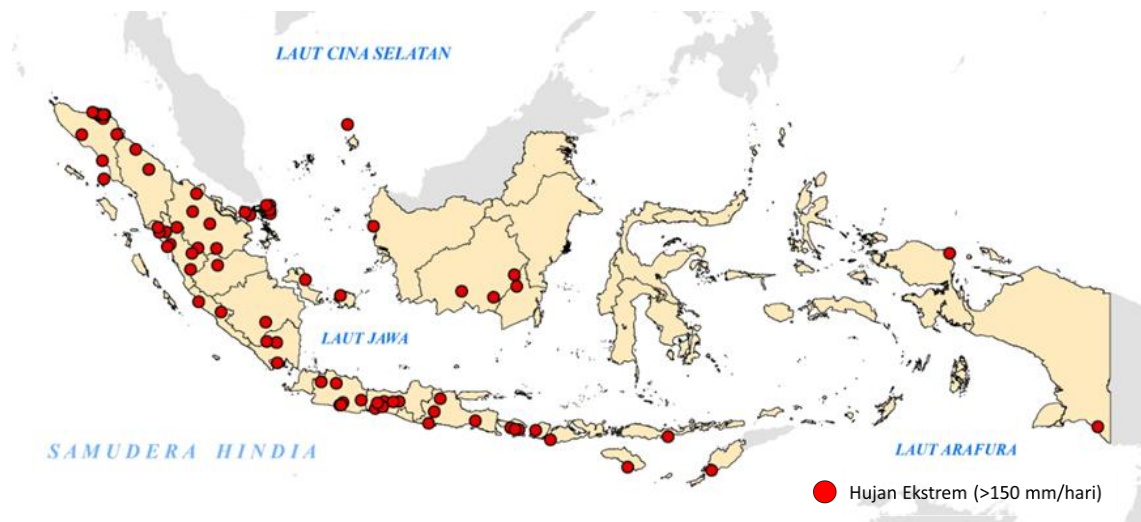 LAUT CINA SELATAN
LAUT JAWA
SAMUDERA HINDIA
LAUT ARAFURA
Hujan Ekstrem (>150 mm/hari)